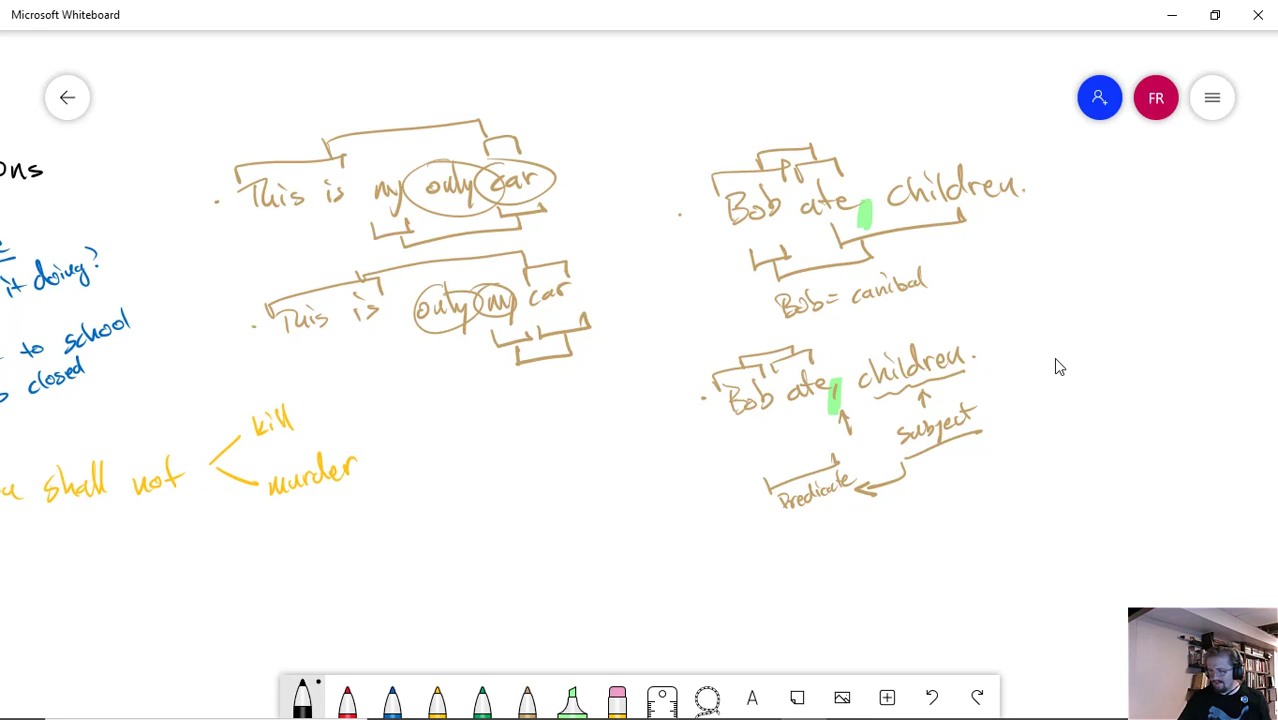 Microsoft Whiteboard
FR
ons
it doing?
to school
closed
shall not
kill
murder
. This is my only car
. This is only my car
. Bob ate children.
Bob = canibal
. Bob ate, children.
subject
Predicate
A